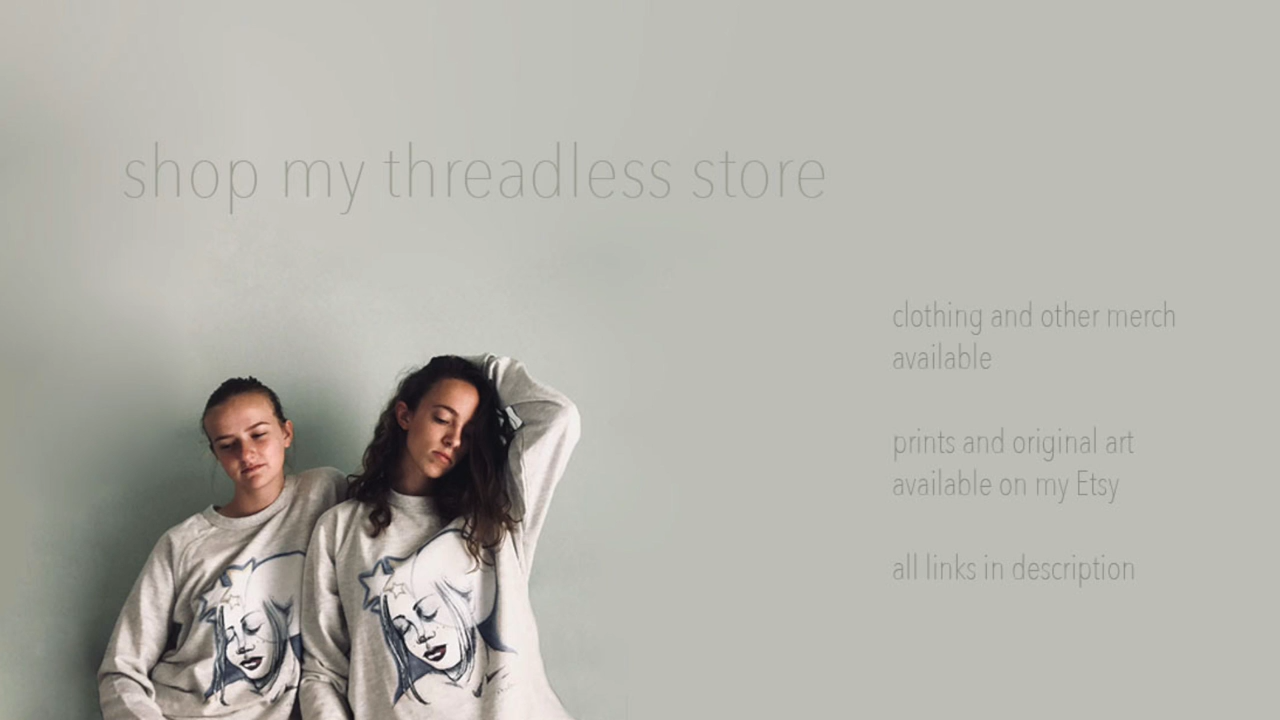 shop my threadless store
clothing and other merch
available
prints and original art
available on my Etsy
all links in description